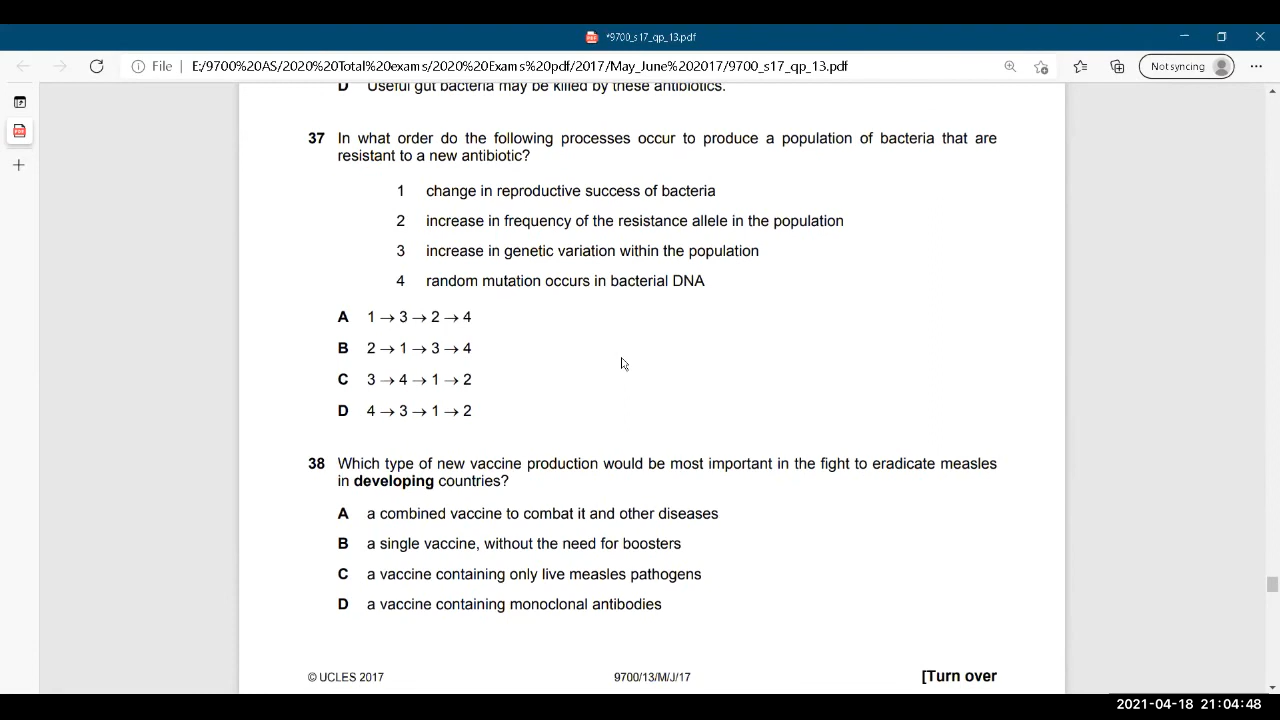 *9700_s17_qp_13.pdf
File | E:/9700%20AS/2020%20Total%20exams/2020%20Exams%20pdf/2017/May_June%202017/9700_s17_qp_13.pdf
Not syncing
D Useful gut bacteria may be killed by these antibiotics.
37 In what order do the following processes occur to produce a population of bacteria that are
resistant to a new antibiotic?
1 change in reproductive success of bacteria
2 increase in frequency of the resistance allele in the population
3 increase in genetic variation within the population
4 random mutation occurs in bacterial DNA
A 1 → 3 → 2 → 4
B 2 → 1 → 3 → 4
C 3 → 4 → 1 → 2
D 4 → 3 → 1 → 2
38 Which type of new vaccine production would be most important in the fight to eradicate measles
in developing countries?
A a combined vaccine to combat it and other diseases
B a single vaccine, without the need for boosters
C a vaccine containing only live measles pathogens
D a vaccine containing monoclonal antibodies
© UCLES 2017 9700/13/M/J/17 [Turn over
2021-04-18 21:04:48